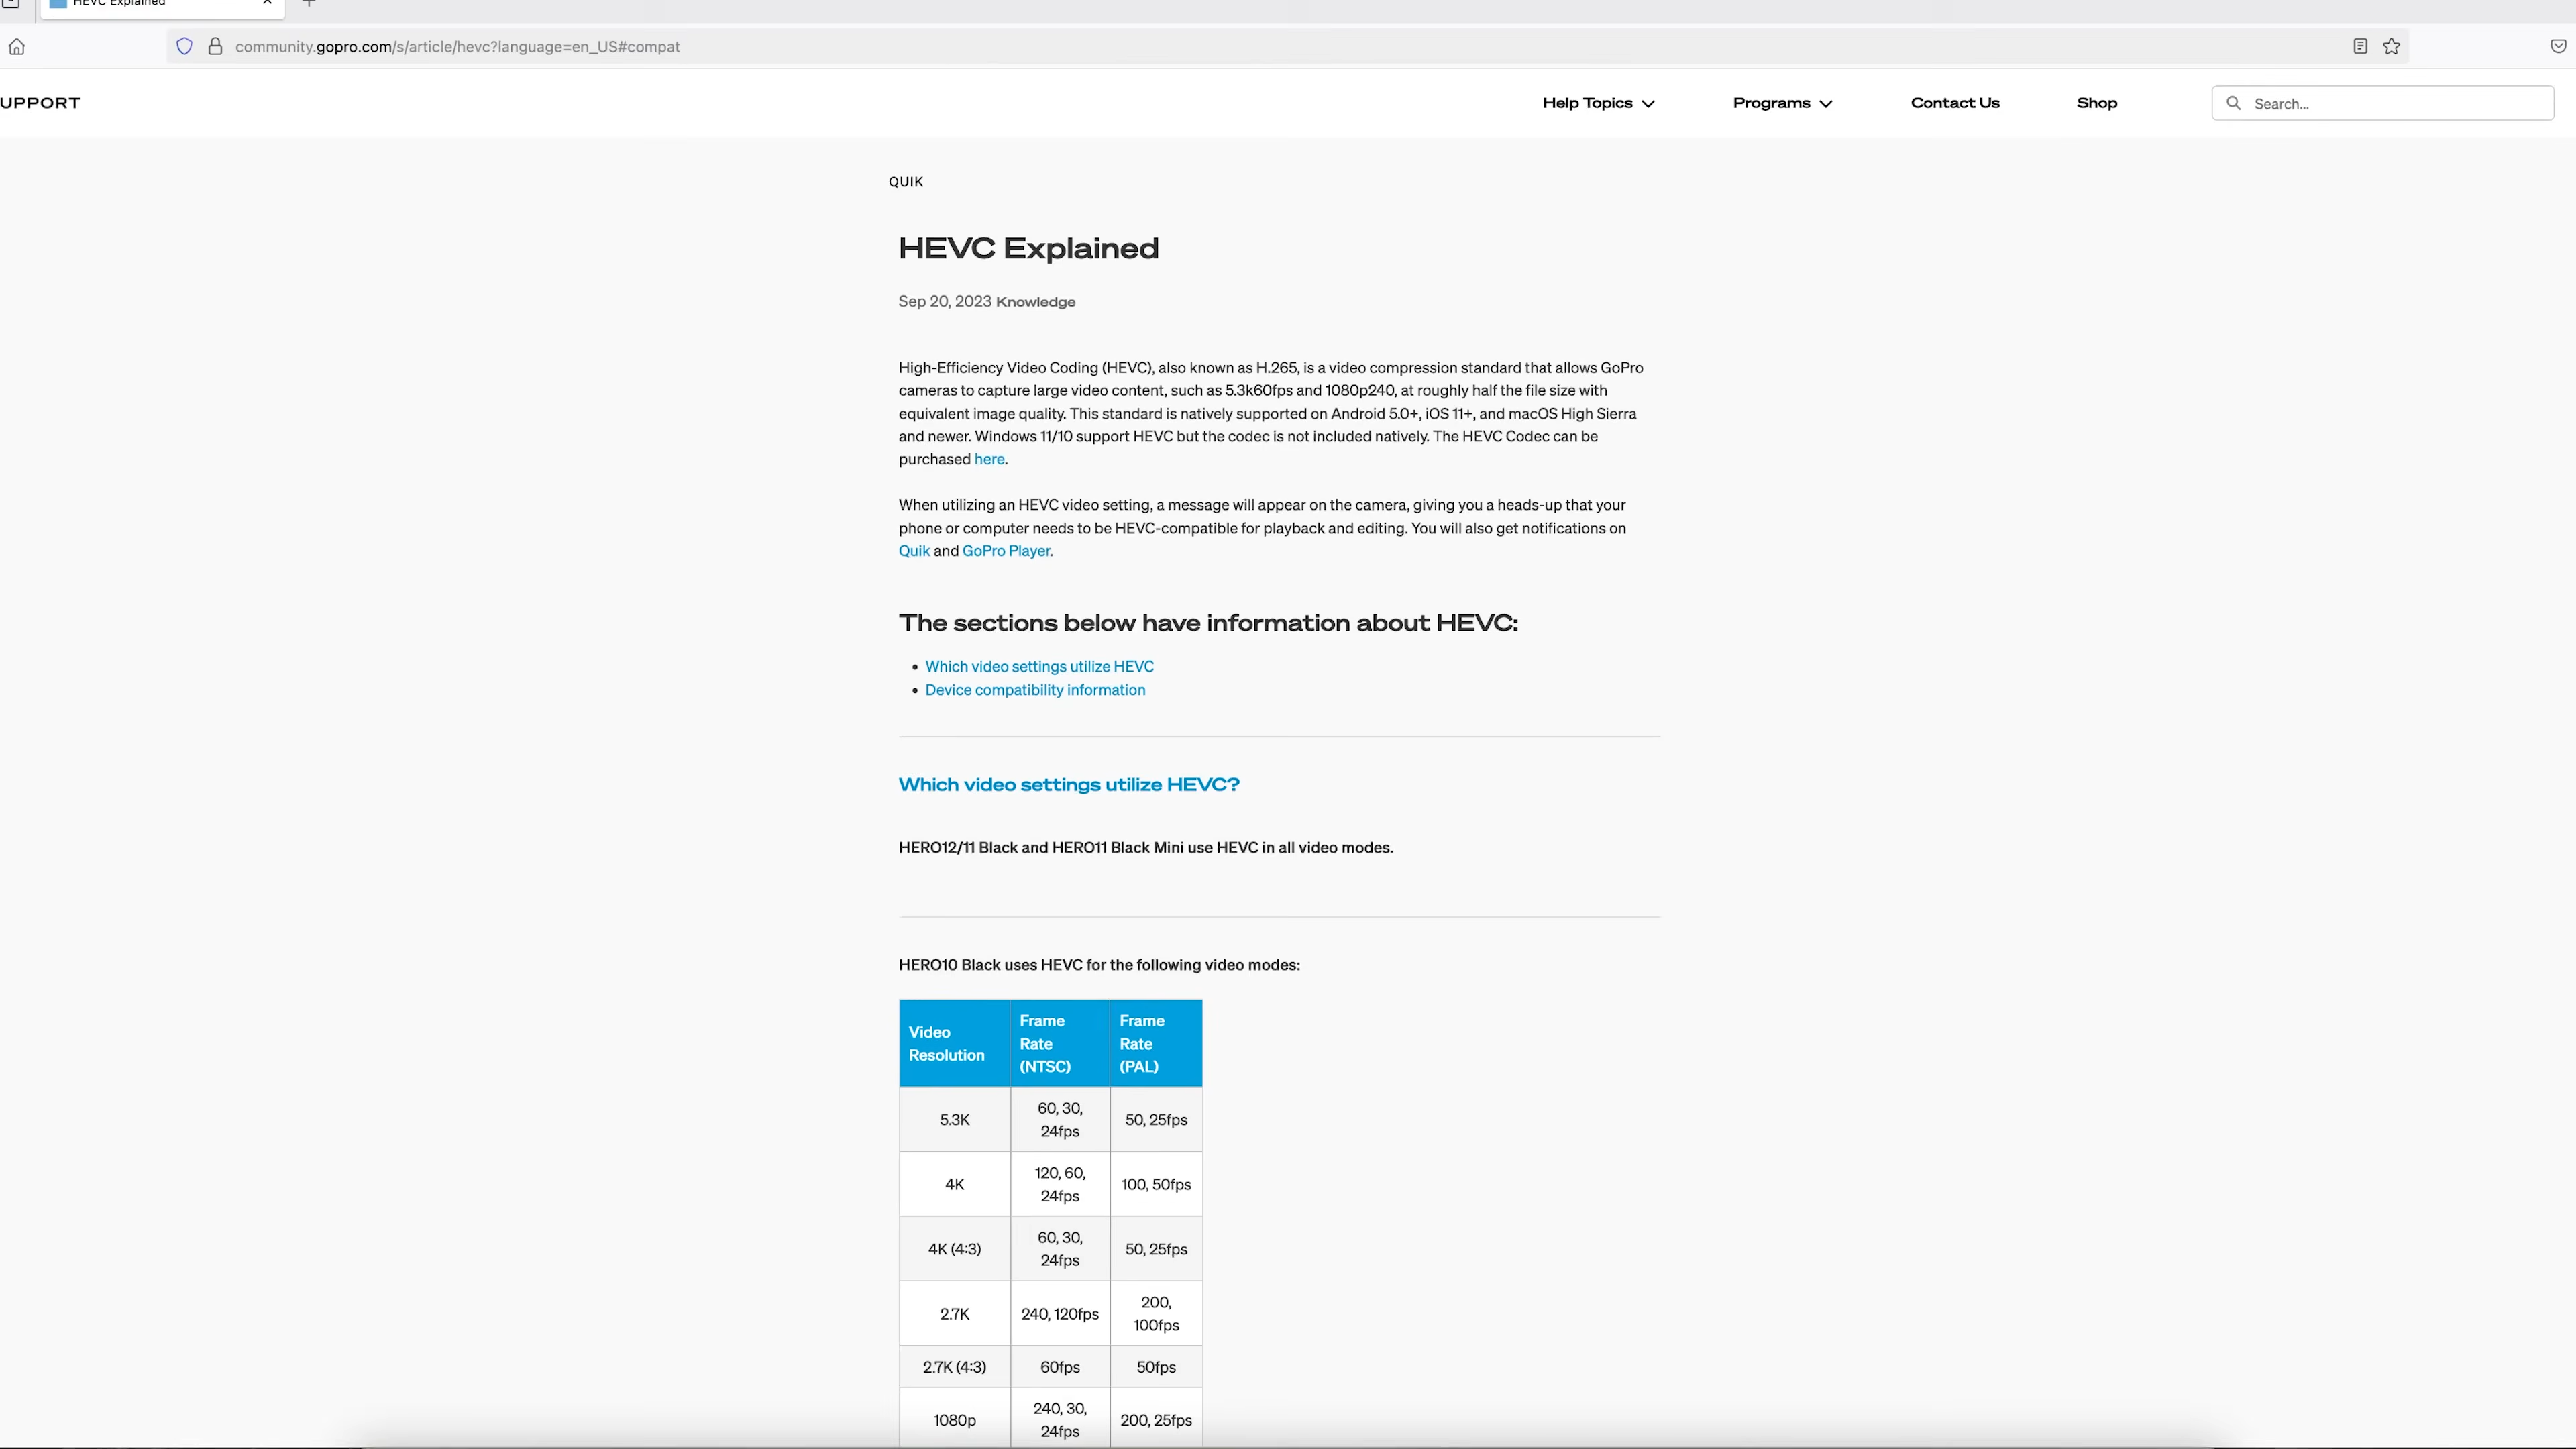 HEVC Explained
community.gopro.com/s/article/hevc?language=en_US#compat
UPPORT
Help Topics
Programs
Contact Us
Shop
Search...
QUIK
HEVC Explained
Sep 20, 2023 Knowledge
High-Efficiency Video Coding (HEVC), also known as H.265, is a video compression standard that allows GoPro
cameras to capture large video content, such as 5.3k60fps and 1080p240, at roughly half the file size with
equivalent image quality. This standard is natively supported on Android 5.0+, iOS 11+, and macOS High Sierra
and newer. Windows 11/10 support HEVC but the codec is not included natively. The HEVC Codec can be
purchased here.
When utilizing an HEVC video setting, a message will appear on the camera, giving you a heads-up that your
phone or computer needs to be HEVC-compatible for playback and editing. You will also get notifications on
Quik and GoPro Player.
The sections below have information about HEVC:
• Which video settings utilize HEVC
• Device compatibility information
Which video settings utilize HEVC?
HERO12/11 Black and HERO11 Black Mini use HEVC in all video modes.
HERO10 Black uses HEVC for the following video modes:
Video
Resolution
Frame
Rate
(NTSC)
Frame
Rate
(PAL)
5.3K
60, 30,
24fps
50, 25fps
4K
120, 60,
24fps
100, 50fps
4K (4:3)
60, 30,
24fps
50, 25fps
2.7K
240, 120fps
200,
100fps
2.7K (4:3)
60fps
50fps
1080p
240, 30,
24fps
200, 25fps